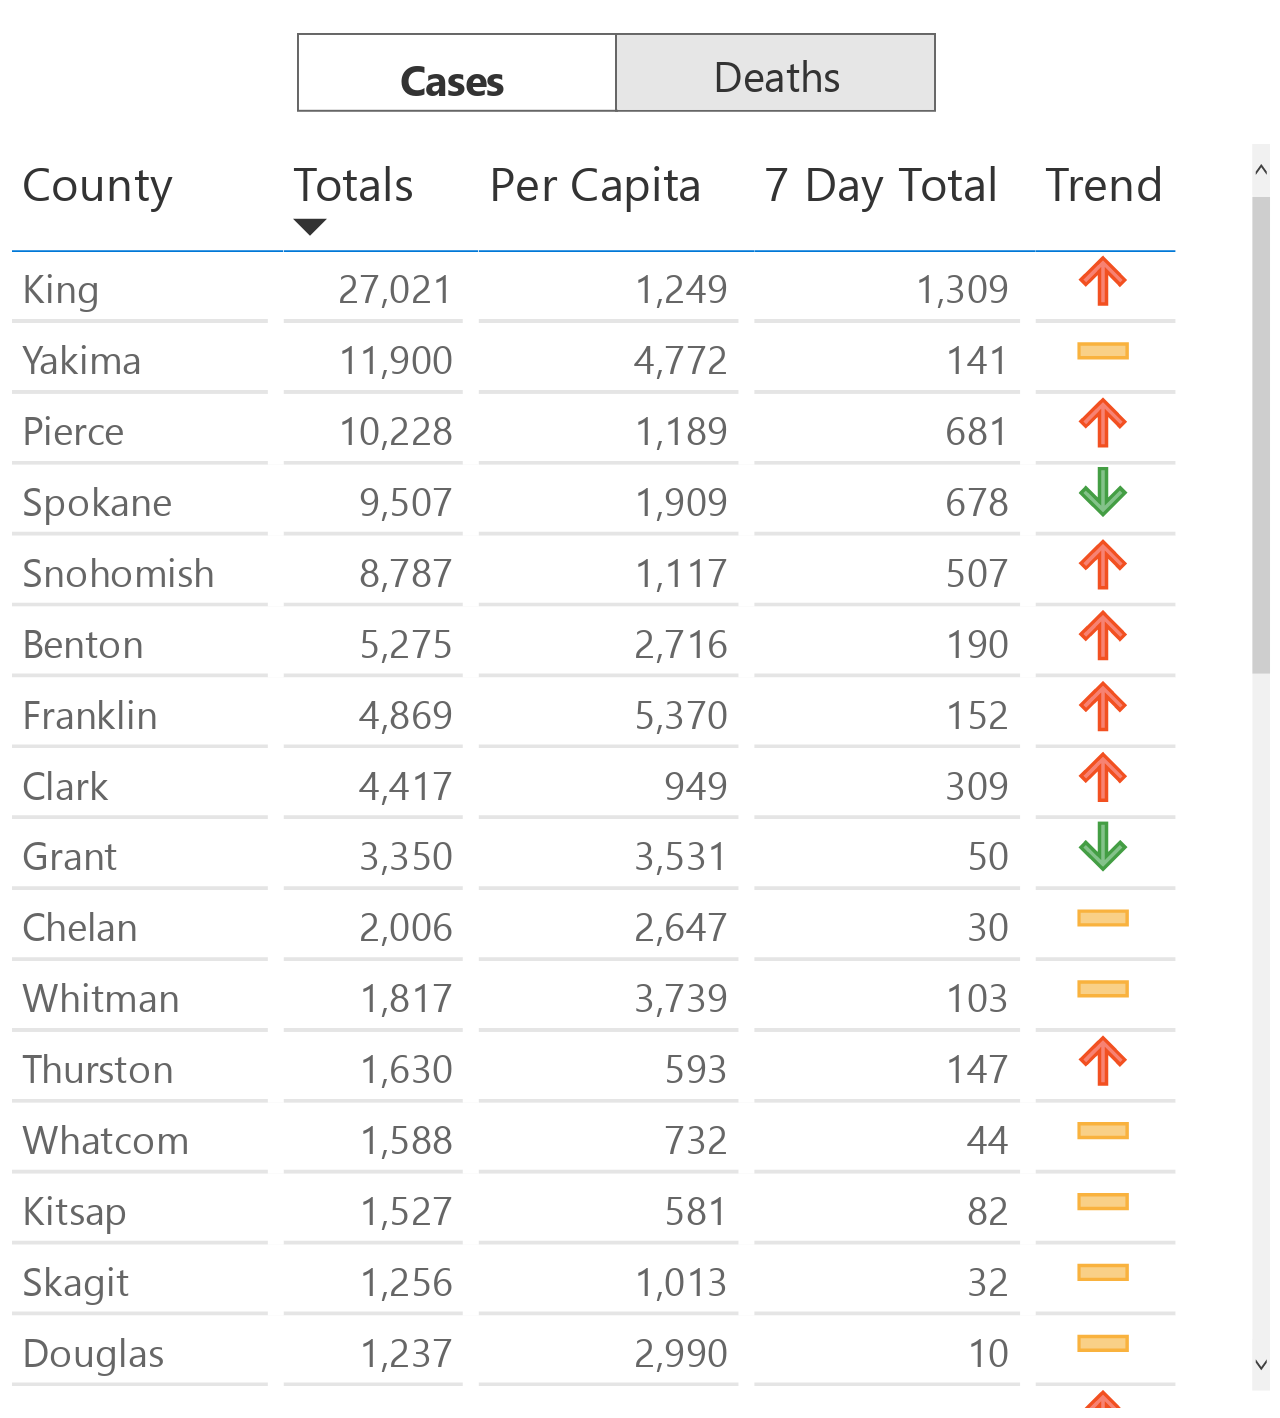 Cases Deaths
County Totals Per Capita 7 Day Total Trend
King 27,021 1,249 1,309
Yakima 11,900 4,772 141
Pierce 10,228 1,189 681
Spokane 9,507 1,909 678
Snohomish 8,787 1,117 507
Benton 5,275 2,716 190
Franklin 4,869 5,370 152
Clark 4,417 949 309
Grant 3,350 3,531 50
Chelan 2,006 2,647 30
Whitman 1,817 3,739 103
Thurston 1,630 593 147
Whatcom 1,588 732 44
Kitsap 1,527 581 82
Skagit 1,256 1,013 32
Douglas 1,237 2,990 10